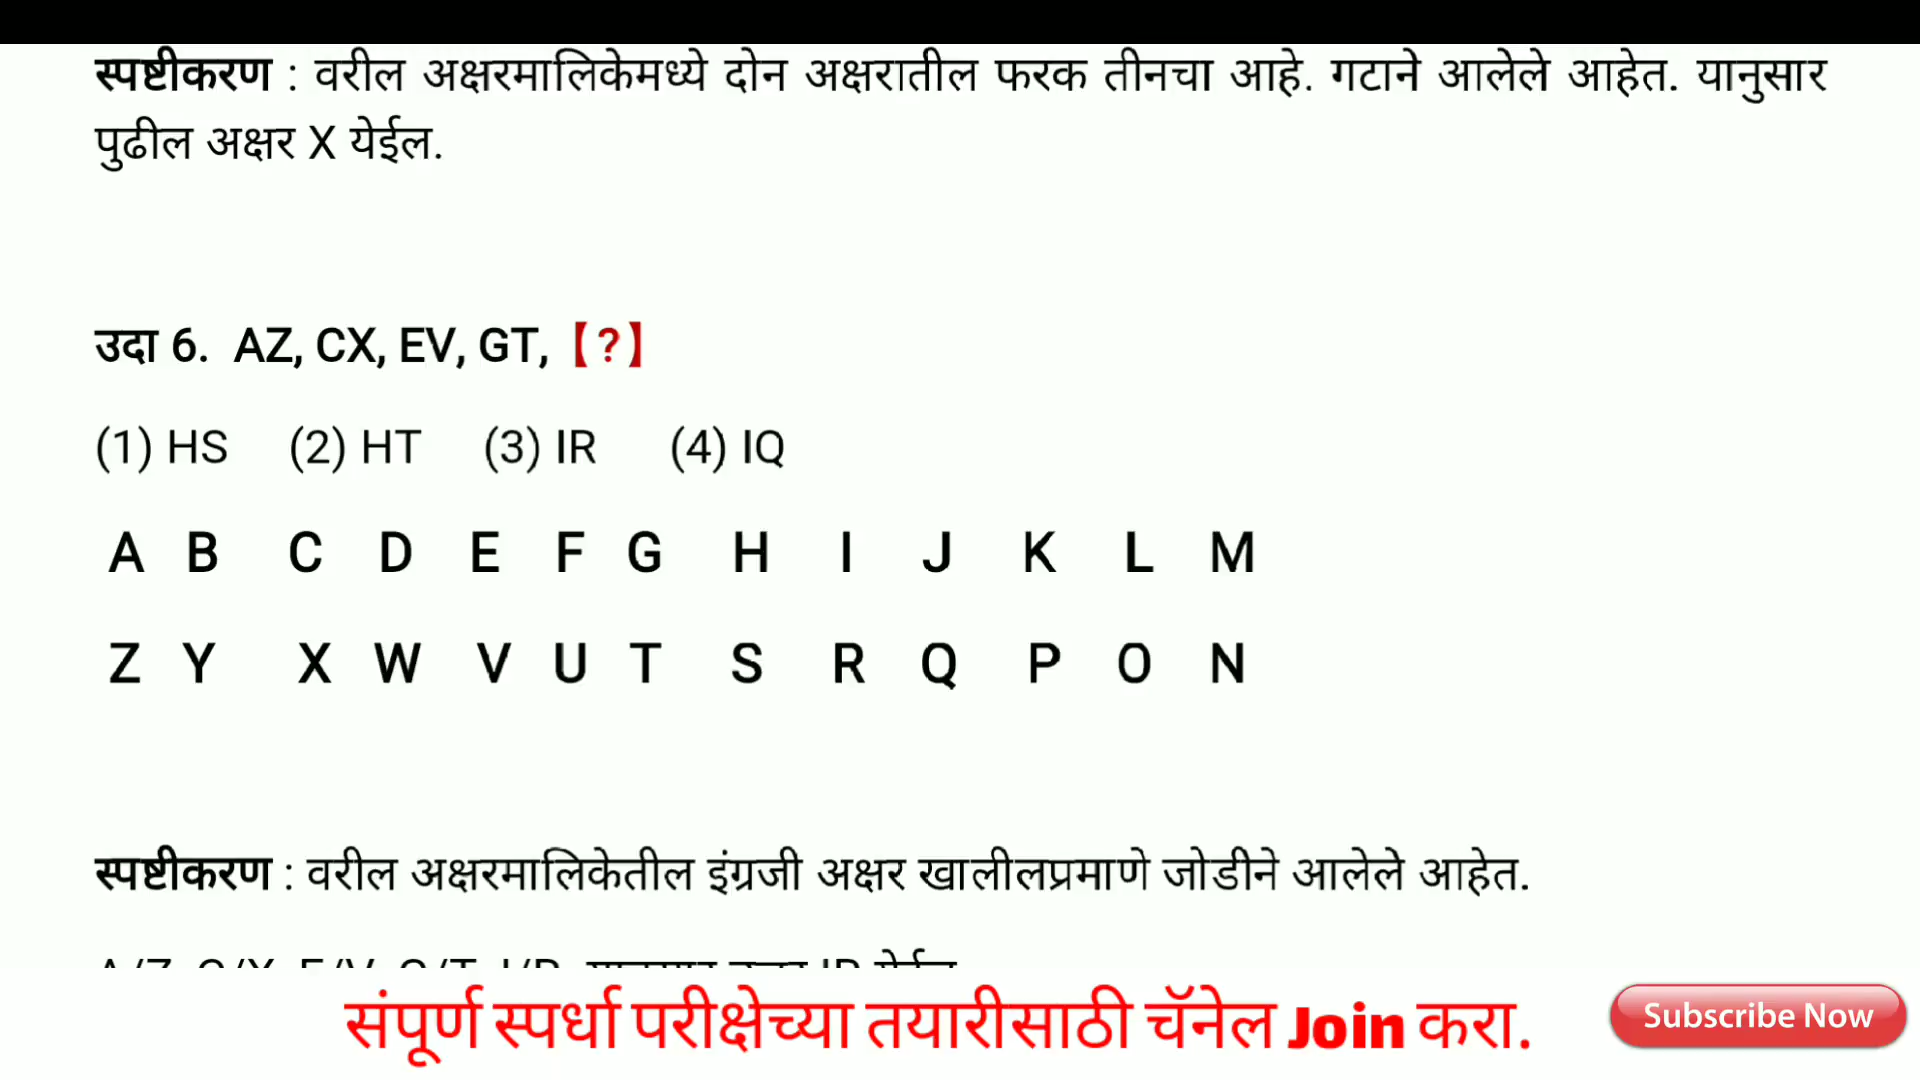 स्पष्टीकरण : वरील अक्षरमालिकेमध्ये दोन अक्षरातील फरक तीनचा आहे. गटाने आलेले आहेत. यानुसार
पुढील अक्षर X येईल.
उदा 6. AZ, CX, EV, GT,【?】
(1) HS (2) HT (3) IR (4) IQ
A B C D E F G H I J K L M
Z Y X W V U T S R Q P O N
स्पष्टीकरण : वरील अक्षरमालिकेतील इंग्रजी अक्षर खालीलप्रमाणे जोडीने आलेले आहेत.
संपूर्ण स्पर्धा परीक्षेच्या तयारीसाठी चॅनेल Join करा.
Subscribe Now